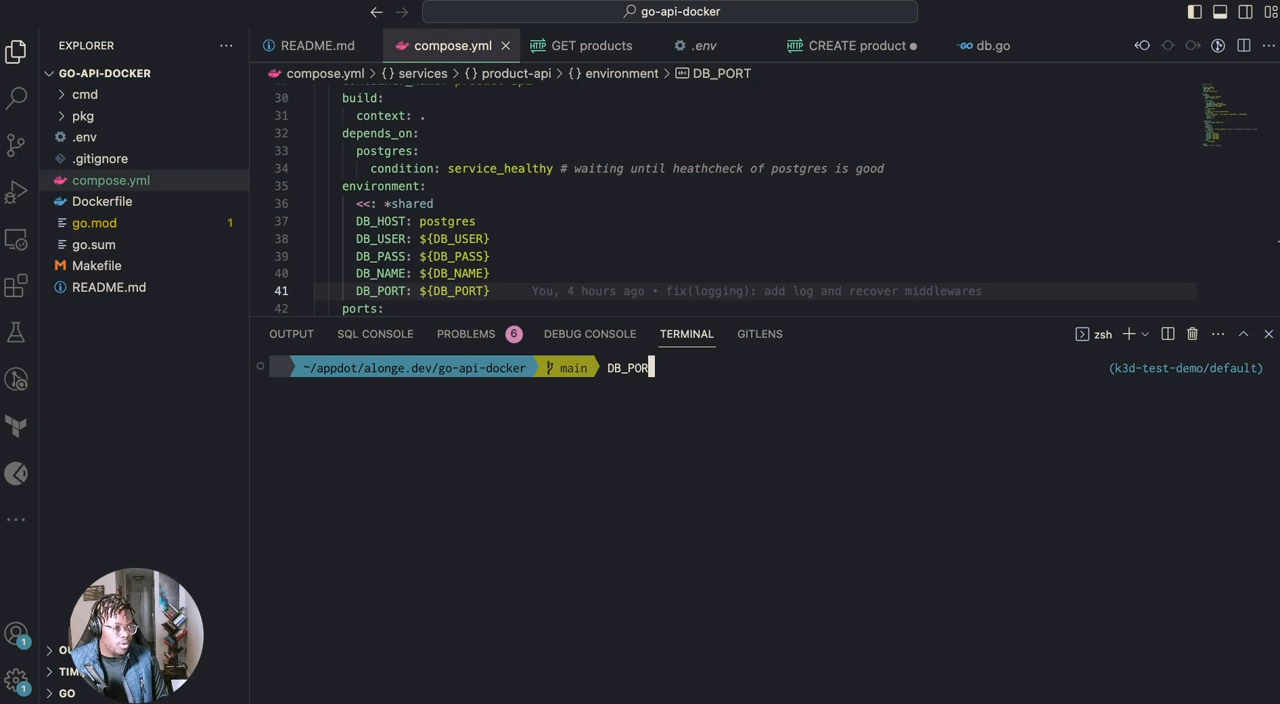 go-api-docker
EXPLORER
README.md
compose.yml
GET products
.env
CREATE product
db.go
GO-API-DOCKER
compose.yml > {} services > {} product-api > {} environment > DB_PORT
cmd
pkg
.env
.gitignore
compose.yml
Dockerfile
go.mod 1
go.sum
Makefile
README.md
30 build:
31 context: .
32 depends_on:
33 postgres:
34 condition: service_healthy # waiting until heathcheck of postgres is good
35 environment:
36 <<: *shared
37 DB_HOST: postgres
38 DB_USER: ${DB_USER}
39 DB_PASS: ${DB_PASS}
40 DB_NAME: ${DB_NAME}
41 DB_PORT: ${DB_PORT} You, 4 hours ago • fix(logging): add log and recover middlewares
42 ports:
OUTPUT SQL CONSOLE PROBLEMS 6 DEBUG CONSOLE TERMINAL GITLENS
zsh
~/appdot/alonge.dev/go-api-docker main DB_POR
(k3d-test-demo/default)
TIM
GO
1
1